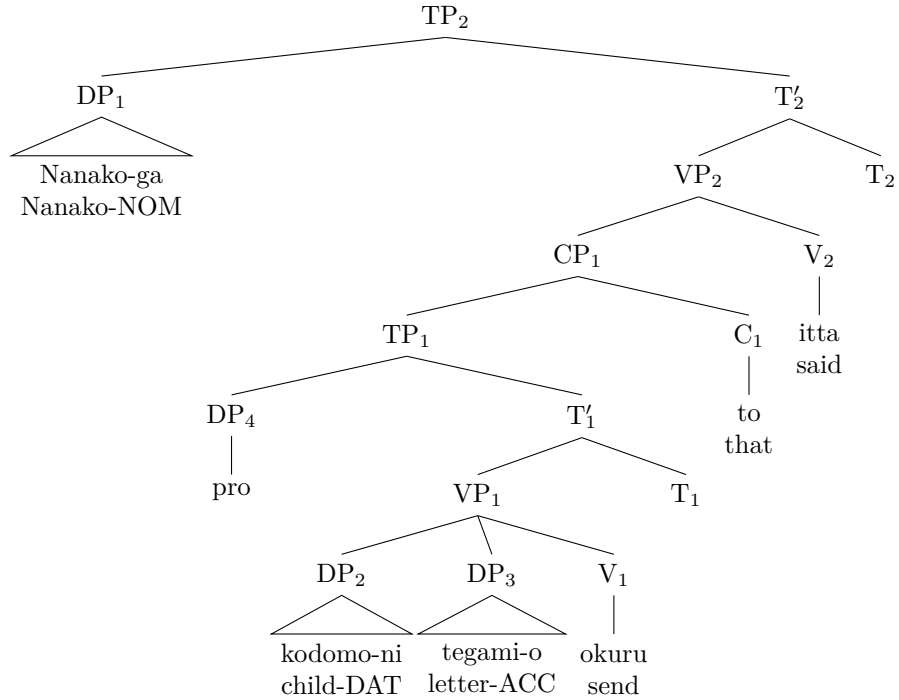 TP₂
DP₁ T′₂
Nanako-ga
Nanako-NOM
VP₂ T₂
CP₁ V₂
itta
said
TP₁ C₁
to
that
DP₄ T′₁
pro
VP₁ T₁
DP₂ DP₃ V₁
kodomo-ni tegami-o okuru
child-DAT letter-ACC send